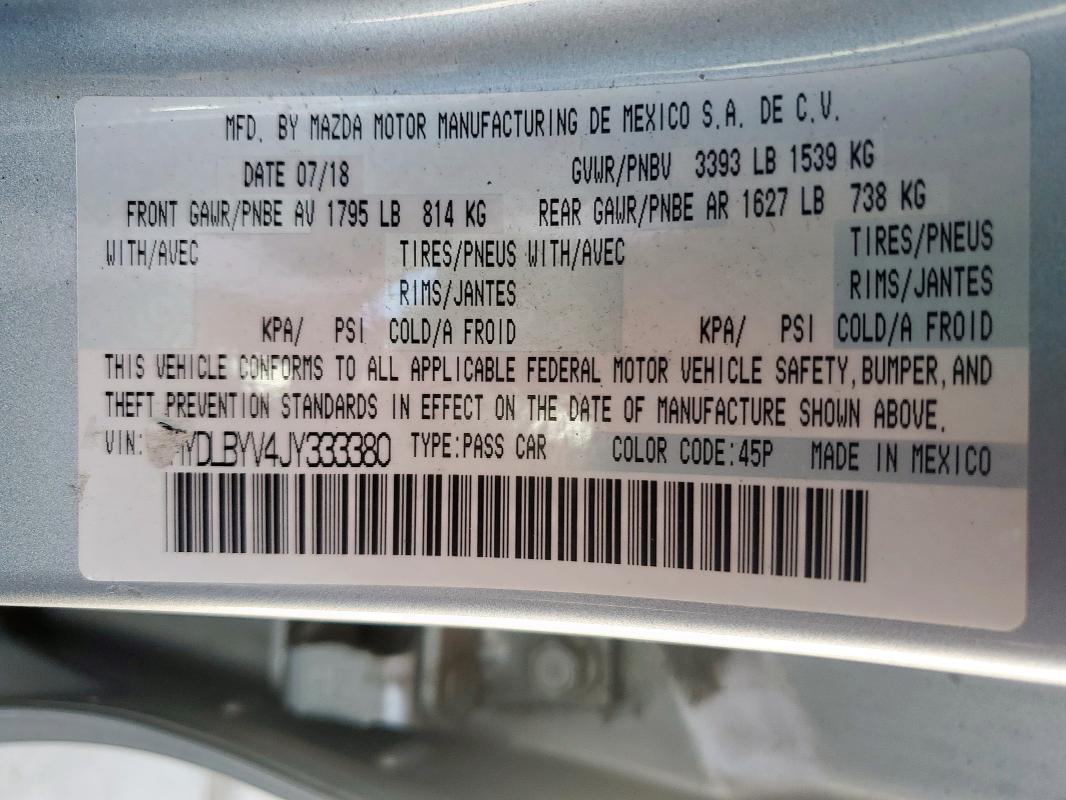 MFD. BY MAZDA MOTOR MANUFACTURING DE MEXICO S.A. DE C.V.
DATE 07/18 GVWR/PNBV 3393 LB 1539 KG
FRONT GAWR/PNBE AV 1795 LB 814 KG REAR GAWR/PNBE AR 1627 LB 738 KG
WITH/AVEC TIRES/PNEUS WITH/AVEC TIRES/PNEUS
RIMS/JANTES RIMS/JANTES
KPA/ PSI COLD/A FROID KPA/ PSI COLD/A FROID
THIS VEHICLE CONFORMS TO ALL APPLICABLE FEDERAL MOTOR VEHICLE SAFETY, BUMPER, AND
THEFT PREVENTION STANDARDS IN EFFECT ON THE DATE OF MANUFACTURE SHOWN ABOVE.
VIN: YDLBYV4JY333380 TYPE:PASS CAR COLOR CODE:45P MADE IN MEXICO